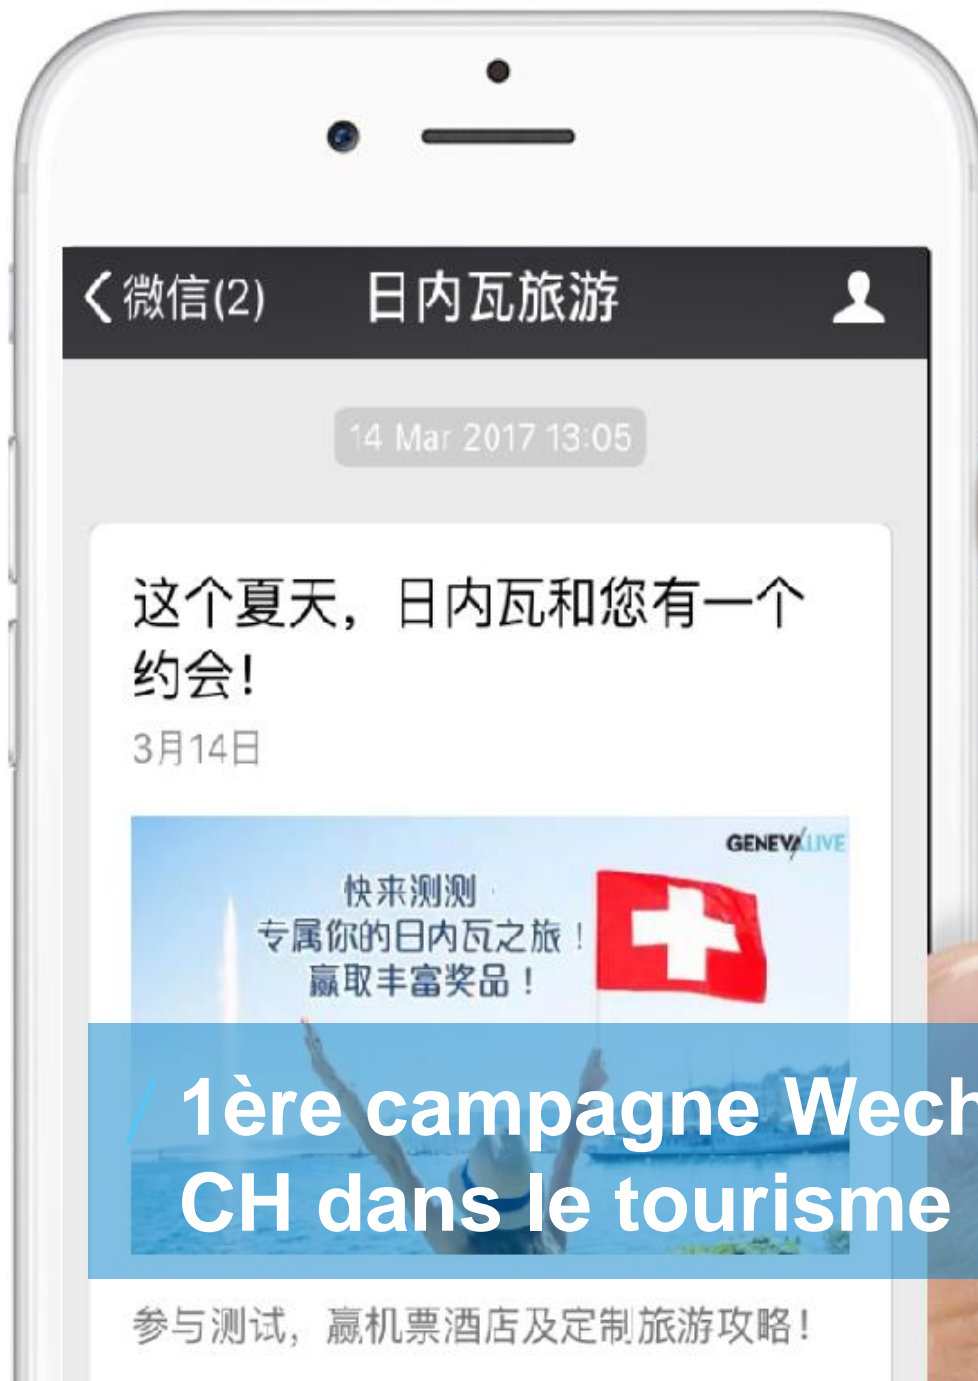 微信(2) 日内瓦旅游
14 Mar 2017 13:05
这个夏天，日内瓦和您有一个
约会！
3月14日
GENEVA/LIVE
快来测测
专属你的日内瓦之旅！
赢取丰富奖品！
/ 1ère campagne Wech
CH dans le tourisme
参与测试，赢机票酒店及定制旅游攻略！